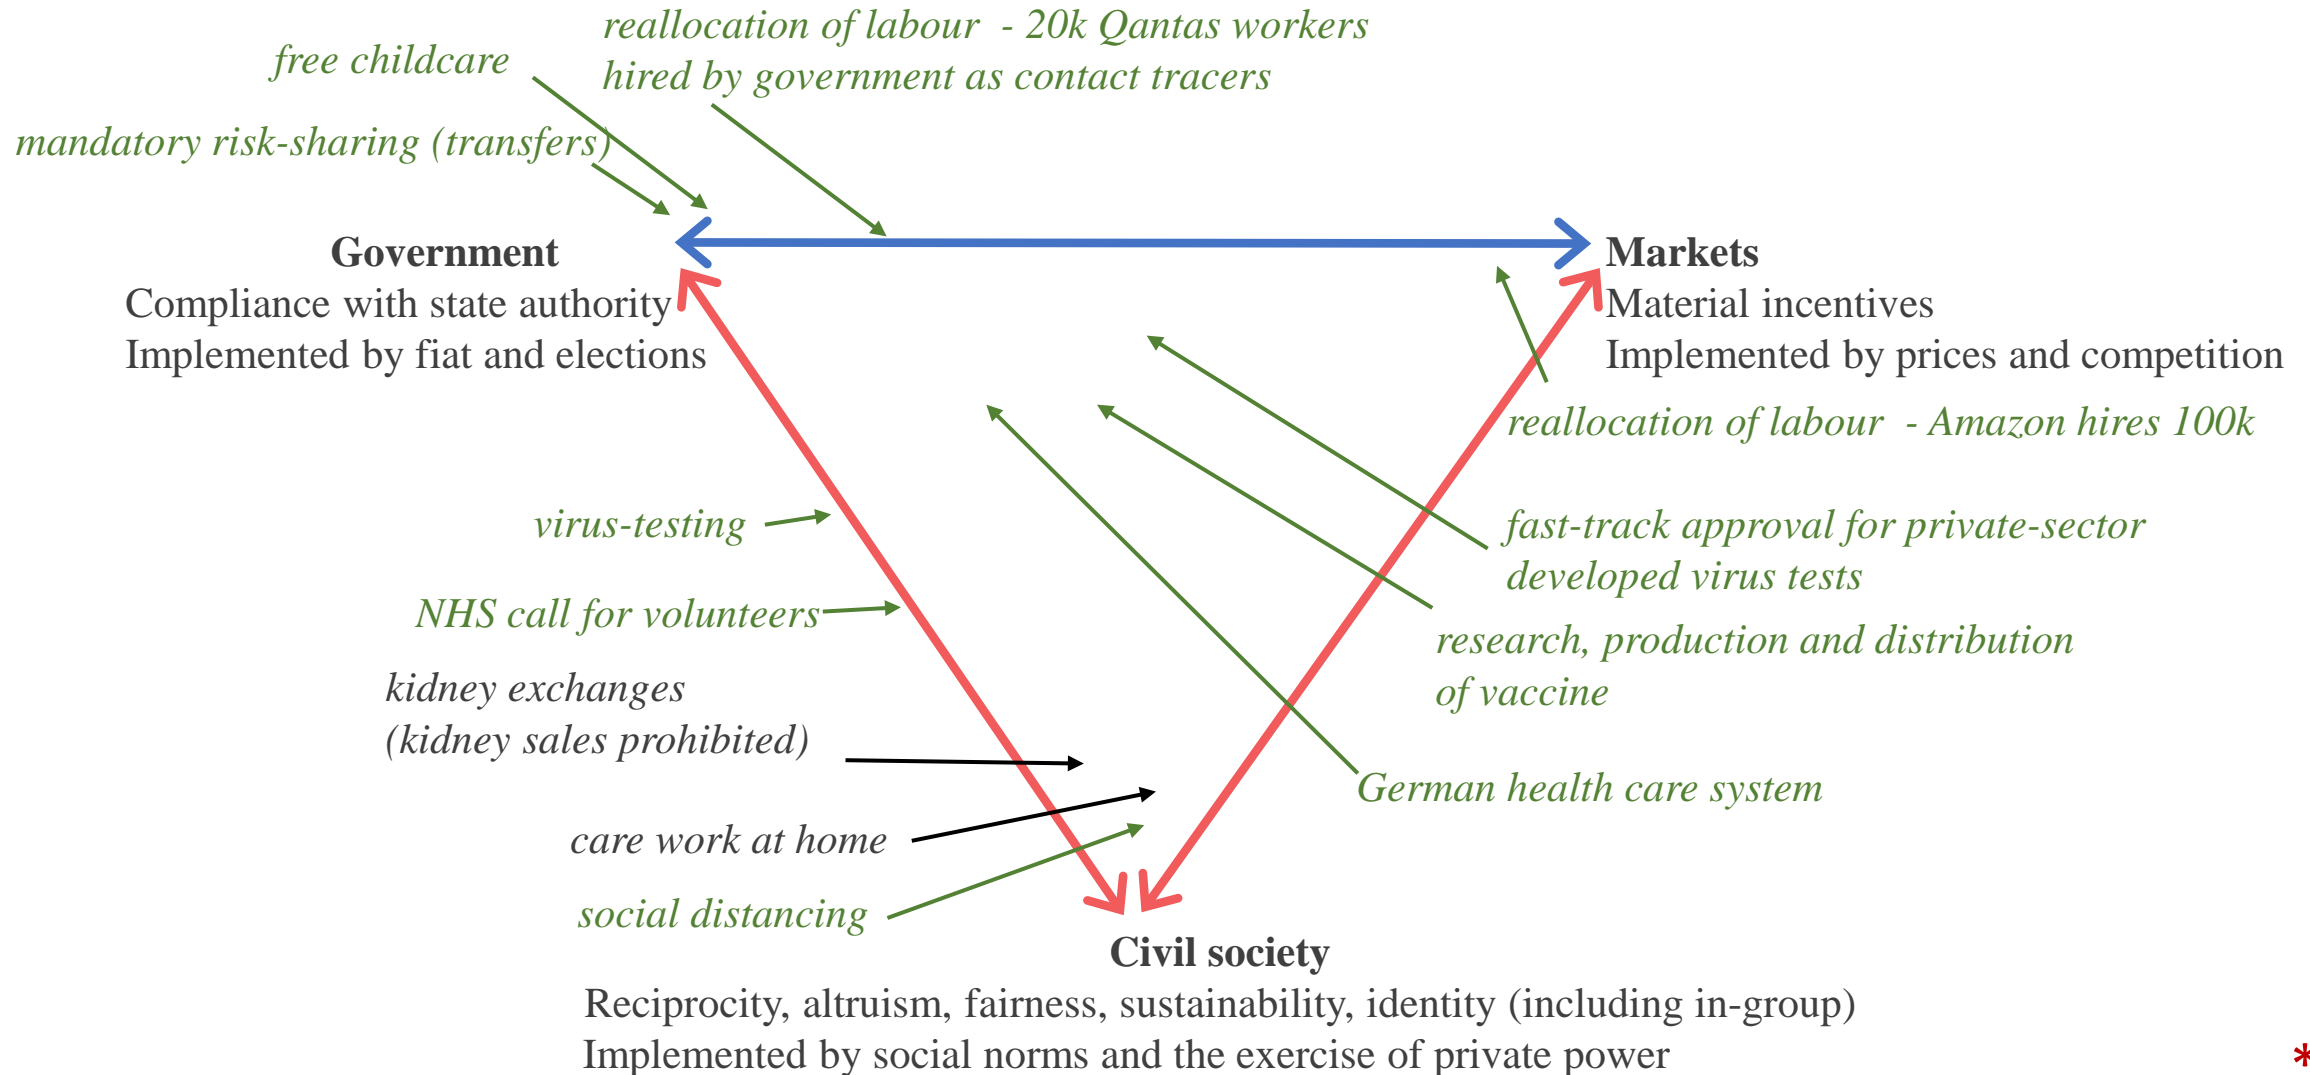 reallocation of labour  - 20k Qantas workers
hired by government as contact tracers
free childcare
mandatory risk-sharing (transfers)
Government
Compliance with state authority
Implemented by fiat and elections
Markets
Material incentives
Implemented by prices and competition
reallocation of labour  - Amazon hires 100k
virus-testing
fast-track approval for private-sector
developed virus tests
NHS call for volunteers
research, production and distribution
of vaccine
kidney exchanges
(kidney sales prohibited)
German health care system
care work at home
social distancing
Civil society
Reciprocity, altruism, fairness, sustainability, identity (including in-group)
Implemented by social norms and the exercise of private power
*